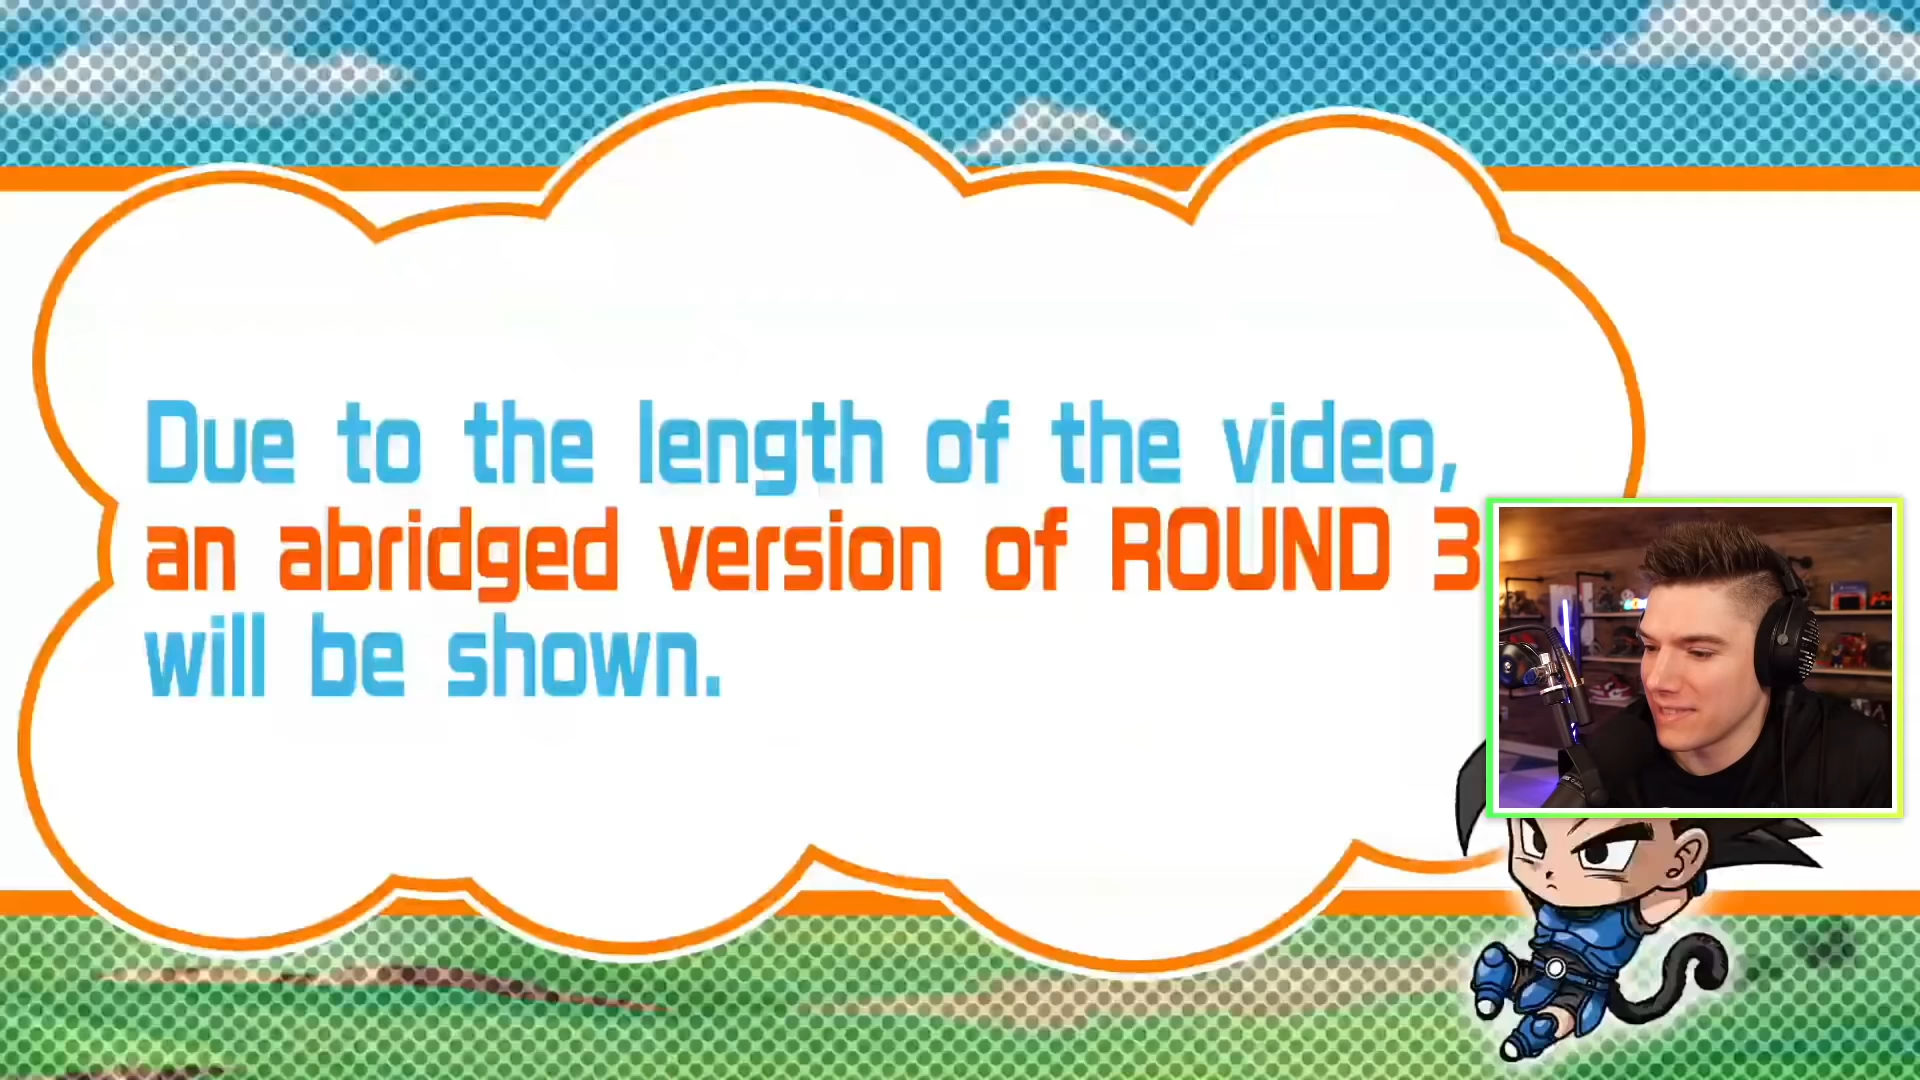 Due to the length of the video,
an abridged version of ROUND 3
will be shown.